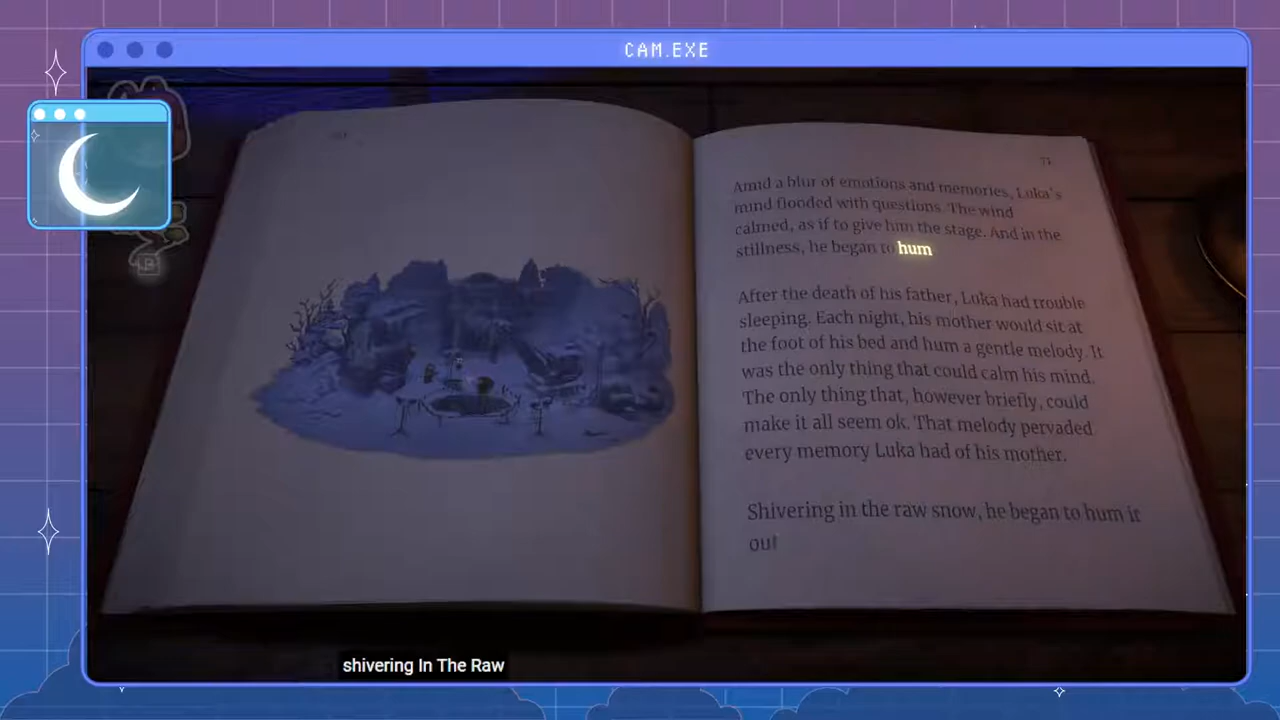 CAM.EXE
71
Amid a blur of emotions and memories, Luka's
mind flooded with questions. The wind
calmed, as if to give him the stage. And in the
stillness, he began to hum
After the death of his father, Luka had trouble
sleeping. Each night, his mother would sit at
the foot of his bed and hum a gentle melody. It
was the only thing that could calm his mind.
The only thing that, however briefly, could
make it all seem ok. That melody pervaded
every memory Luka had of his mother.
Shivering in the raw snow, he began to hum it
out
shivering In The Raw